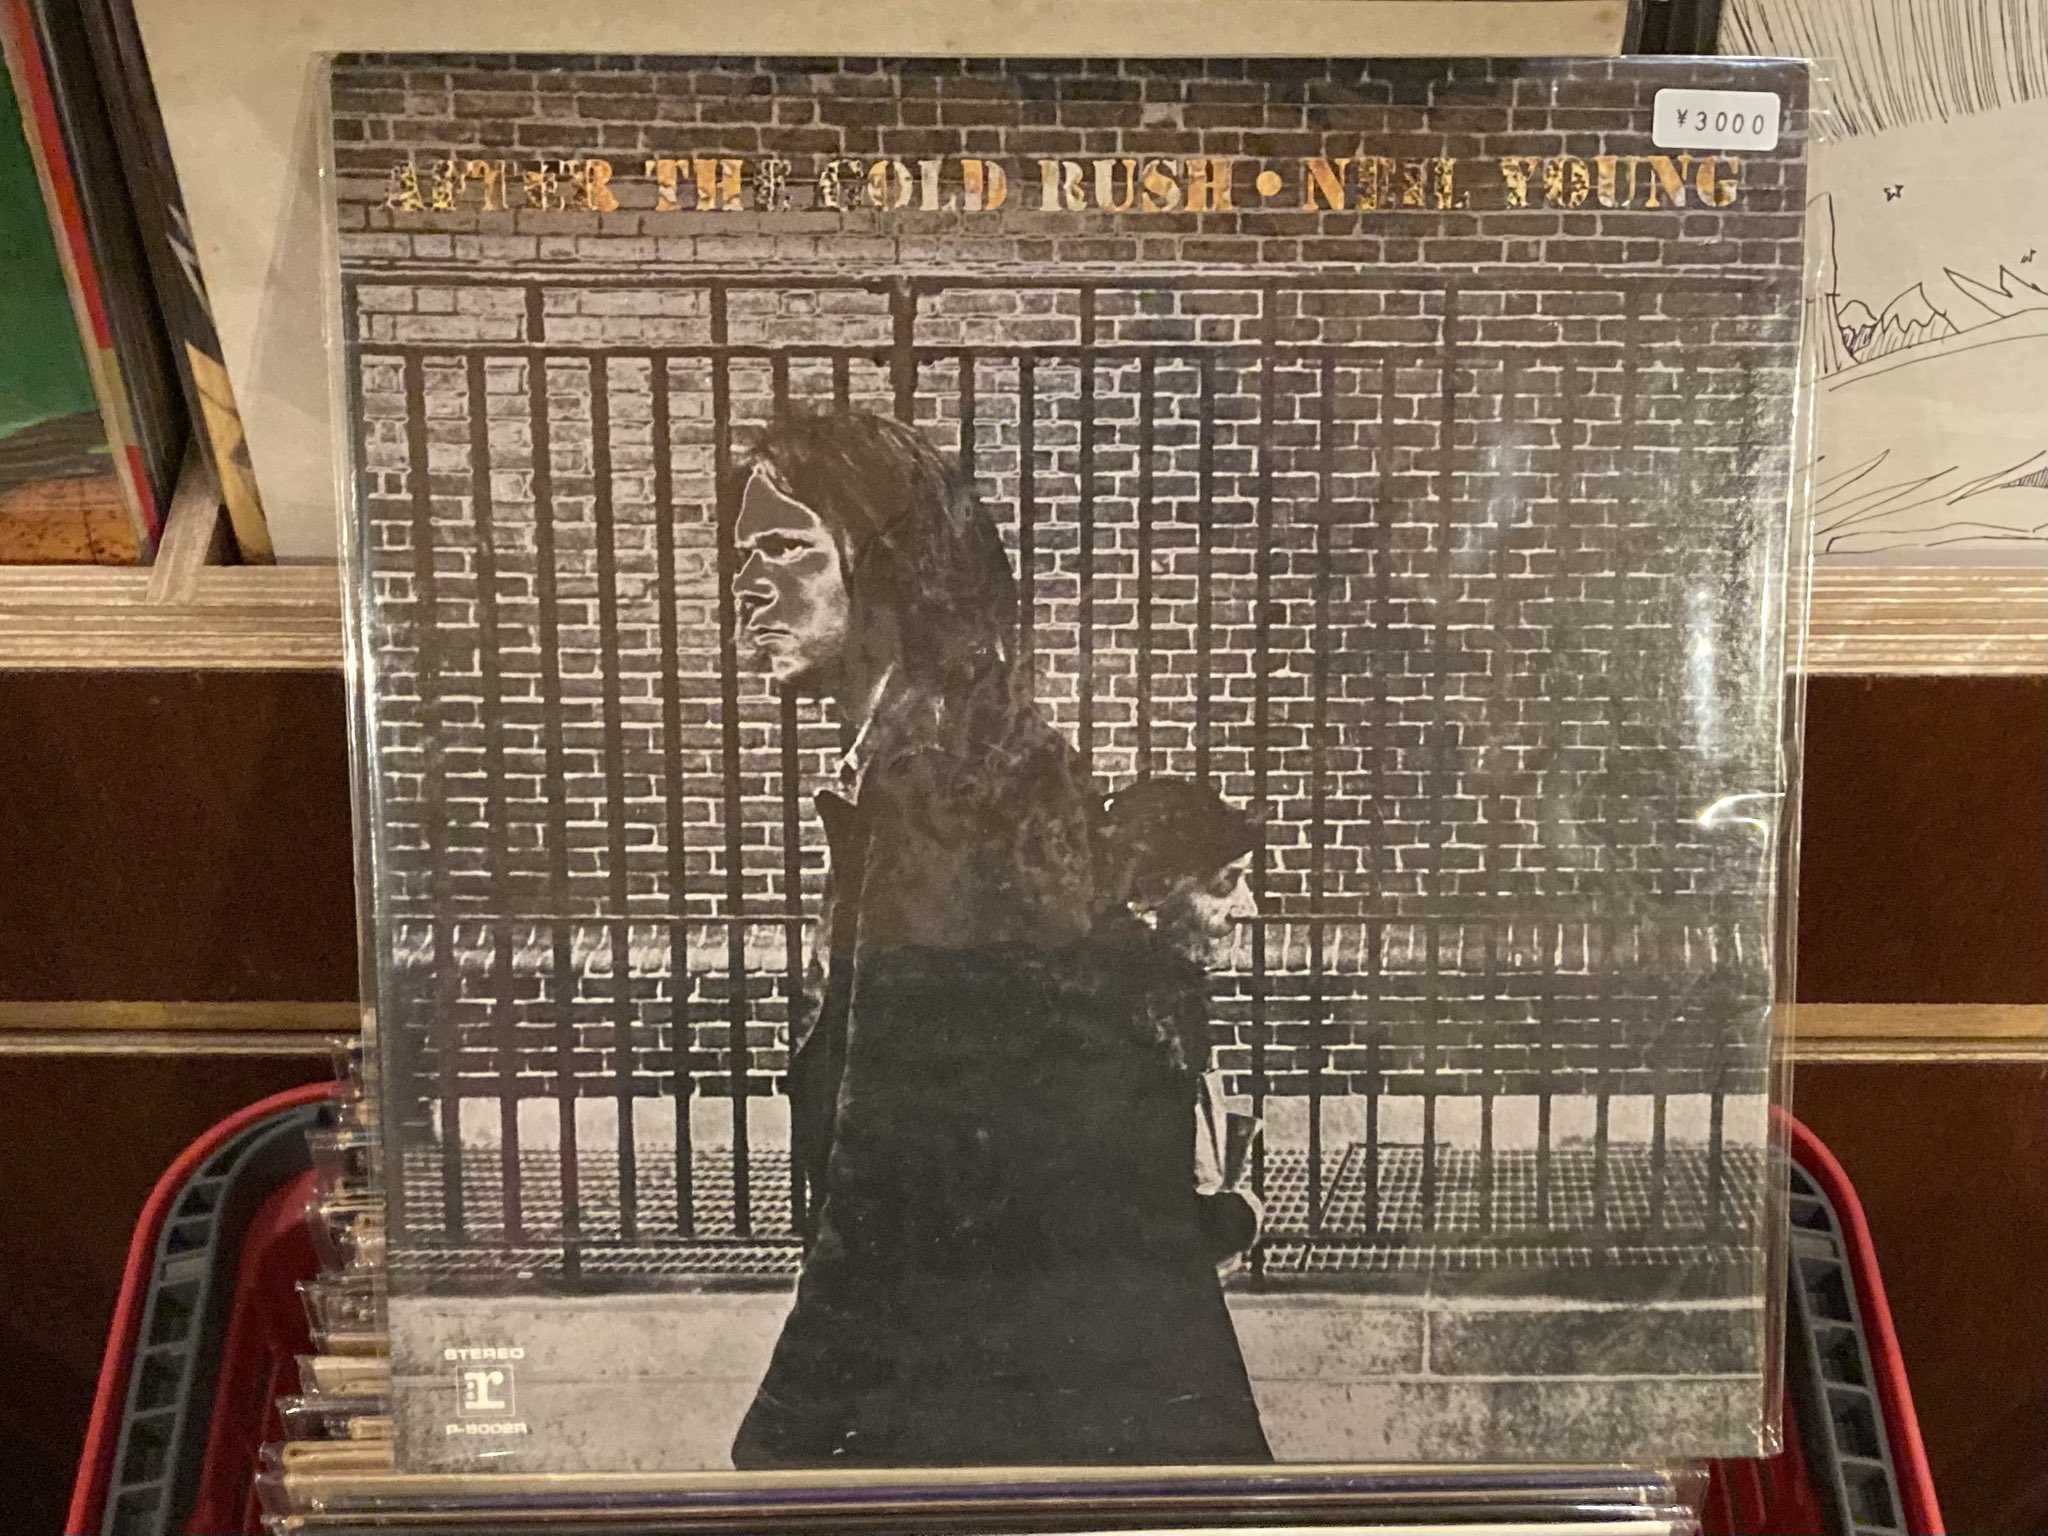 ¥3000
AFTER THE GOLD RUSH • NEIL YOUNG
STEREO
r
P-8002R